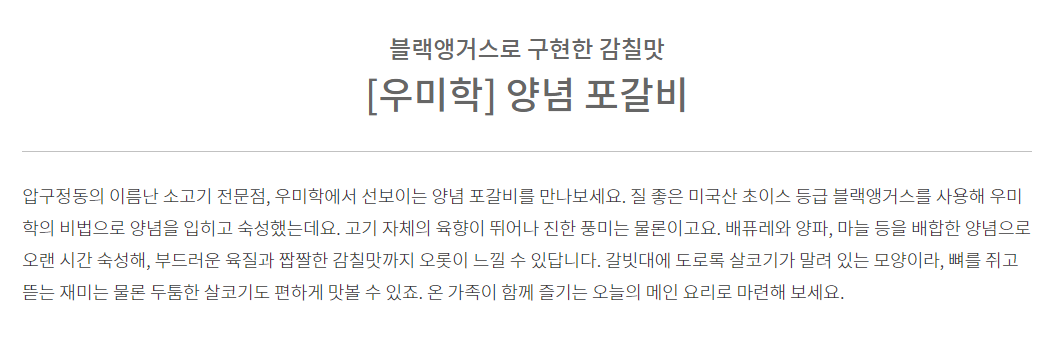 블랙앵거스로 구현한 감칠맛
[우미학] 양념 포갈비
압구정동의 이름난 소고기 전문점, 우미학에서 선보이는 양념 포갈비를 만나보세요. 질 좋은 미국산 초이스 등급 블랙앵거스를 사용해 우미
학의 비법으로 양념을 입히고 숙성했는데요. 고기 자체의 육향이 뛰어나 진한 풍미는 물론이고요. 배퓨레와 양파, 마늘 등을 배합한 양념으로
오랜 시간 숙성해, 부드러운 육질과 짭짤한 감칠맛까지 오롯이 느낄 수 있답니다. 갈빗대에 도로록 살코기가 말려 있는 모양이라, 뼈를 쥐고
뜯는 재미는 물론 두툼한 살코기도 편하게 맛볼 수 있죠. 온 가족이 함께 즐기는 오늘의 메인 요리로 마련해 보세요.